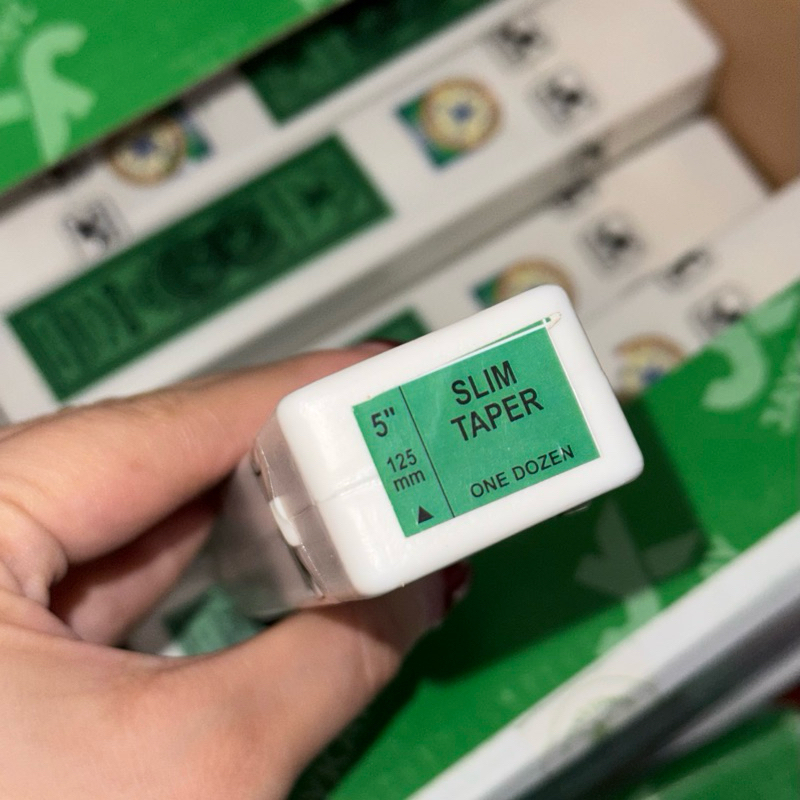 5"
125
mm
▲
SLIM
TAPER
ONE DOZEN